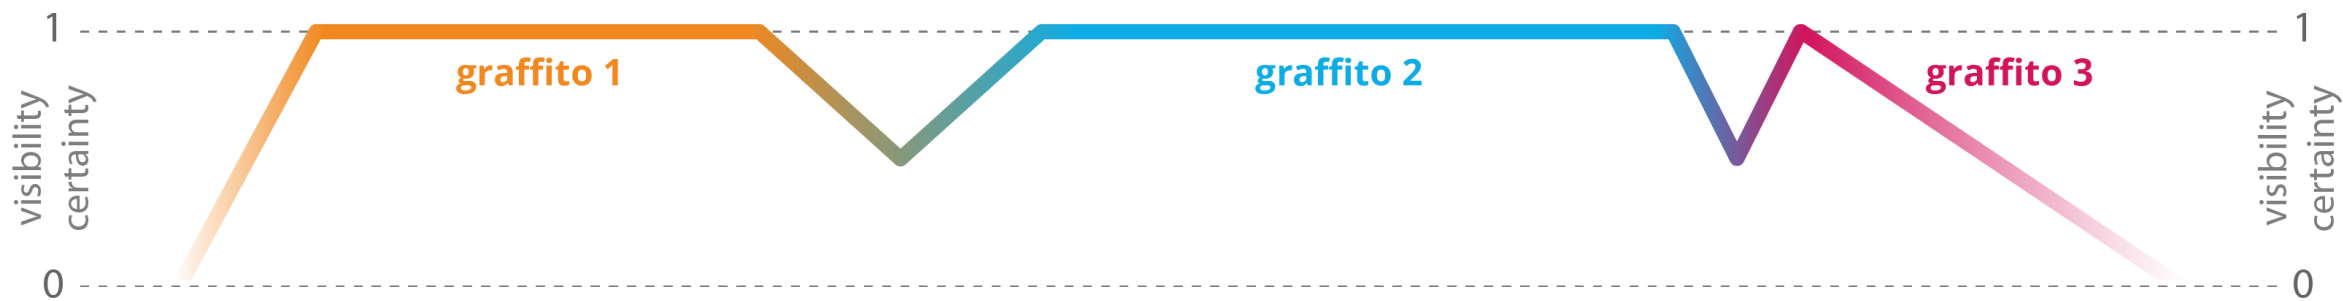 1
graffito 1
graffito 2
graffito 3
1
visibility
certainty
visibility
certainty
0
0